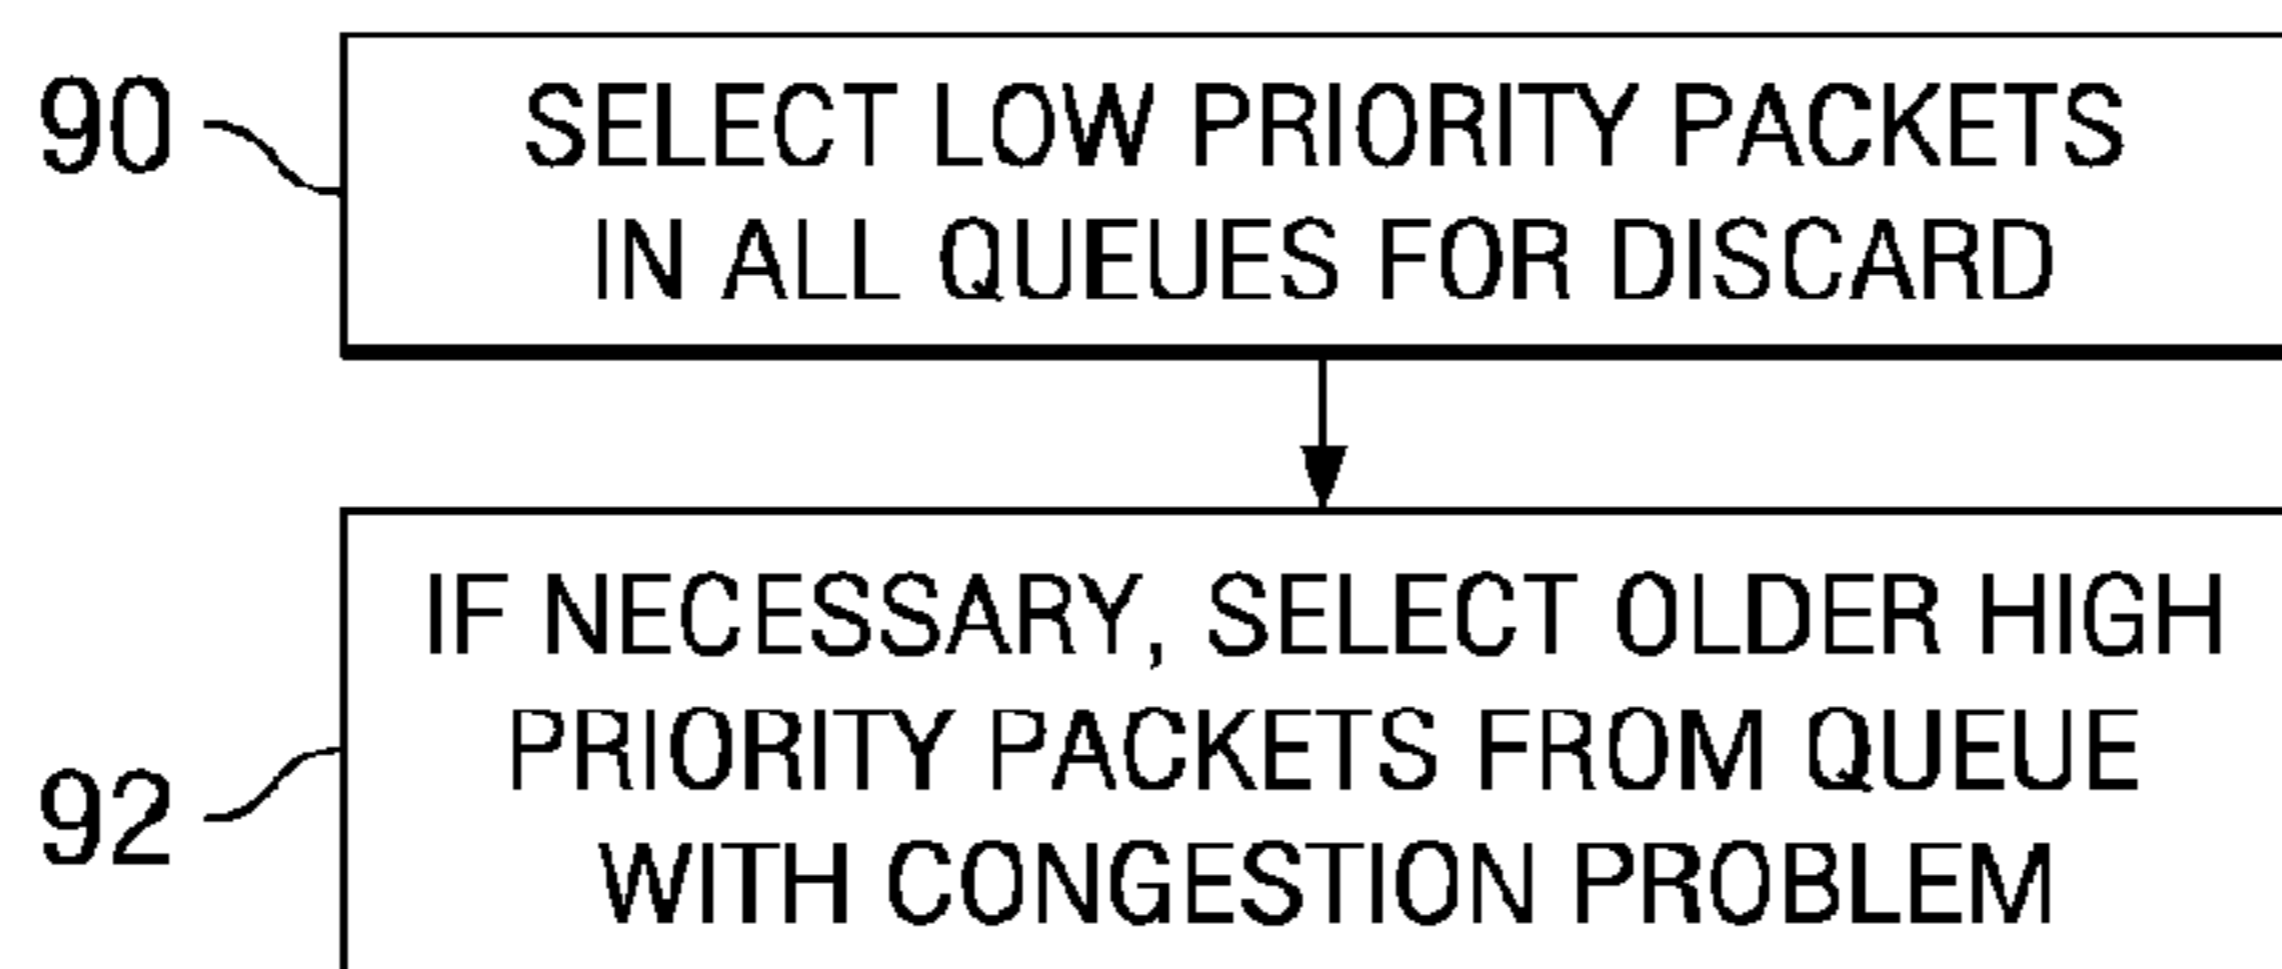 90
SELECT LOW PRIORITY PACKETS
IN ALL QUEUES FOR DISCARD
IF NECESSARY, SELECT OLDER HIGH
PRIORITY PACKETS FROM QUEUE
WITH CONGESTION PROBLEM
92